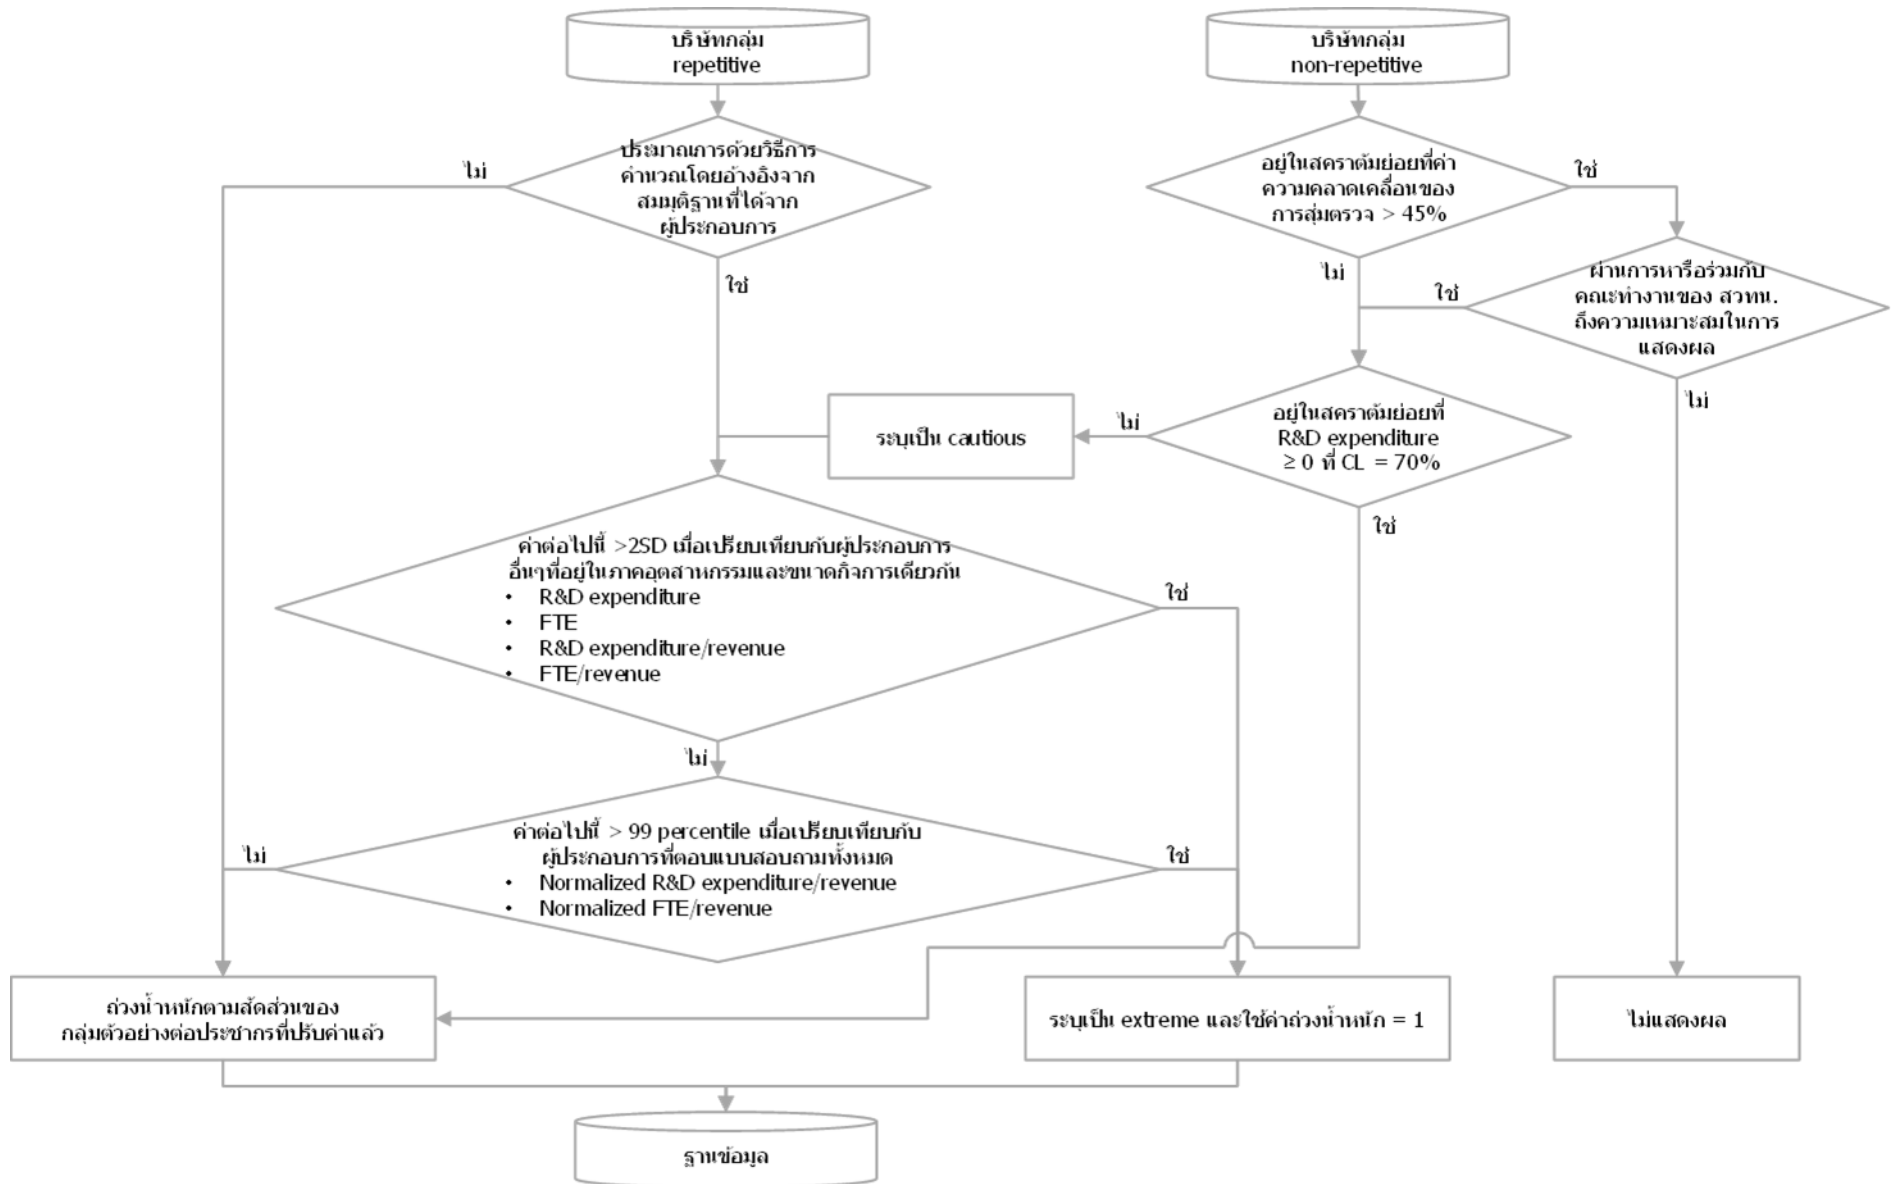 บริษัทกลุ่ม
repetitive
บริษัทกลุ่ม
non-repetitive
ประมาณการด้วยวิธีการ
คำนวณโดยอ้างอิงจาก
สมมุติฐานที่ได้จาก
ผู้ประกอบการ
ไม่
ใช่
อยู่ในสตราตัมย่อยที่ค่า
ความคลาดเคลื่อนของ
การสุ่มตรวจ > 45%
ใช่
ไม่
ผ่านการหารือร่วมกับ
คณะทำงานของ สวทน.
ถึงความเหมาะสมในการ
แสดงผล
ใช่
ไม่
อยู่ในสตราตัมย่อยที่
R&D expenditure
≥ 0 ที่ CL = 70%
ไม่
ใช่
ระบุเป็น cautious
ค่าต่อไปนี้ >2SD เมื่อเปรียบเทียบกับผู้ประกอบการ
อื่นๆที่อยู่ในภาคอุตสาหกรรมและขนาดกิจการเดียวกัน
• R&D expenditure
• FTE
• R&D expenditure/revenue
• FTE/revenue
ใช่
ไม่
ค่าต่อไปนี้ > 99 percentile เมื่อเปรียบเทียบกับ
ผู้ประกอบการที่ตอบแบบสอบถามทั้งหมด
• Normalized R&D expenditure/revenue
• Normalized FTE/revenue
ไม่
ใช่
ถ่วงน้ำหนักตามสัดส่วนของ
กลุ่มตัวอย่างต่อประชากรที่ปรับค่าแล้ว
ระบุเป็น extreme และใช้ค่าถ่วงน้ำหนัก = 1
ไม่แสดงผล
ฐานข้อมูล